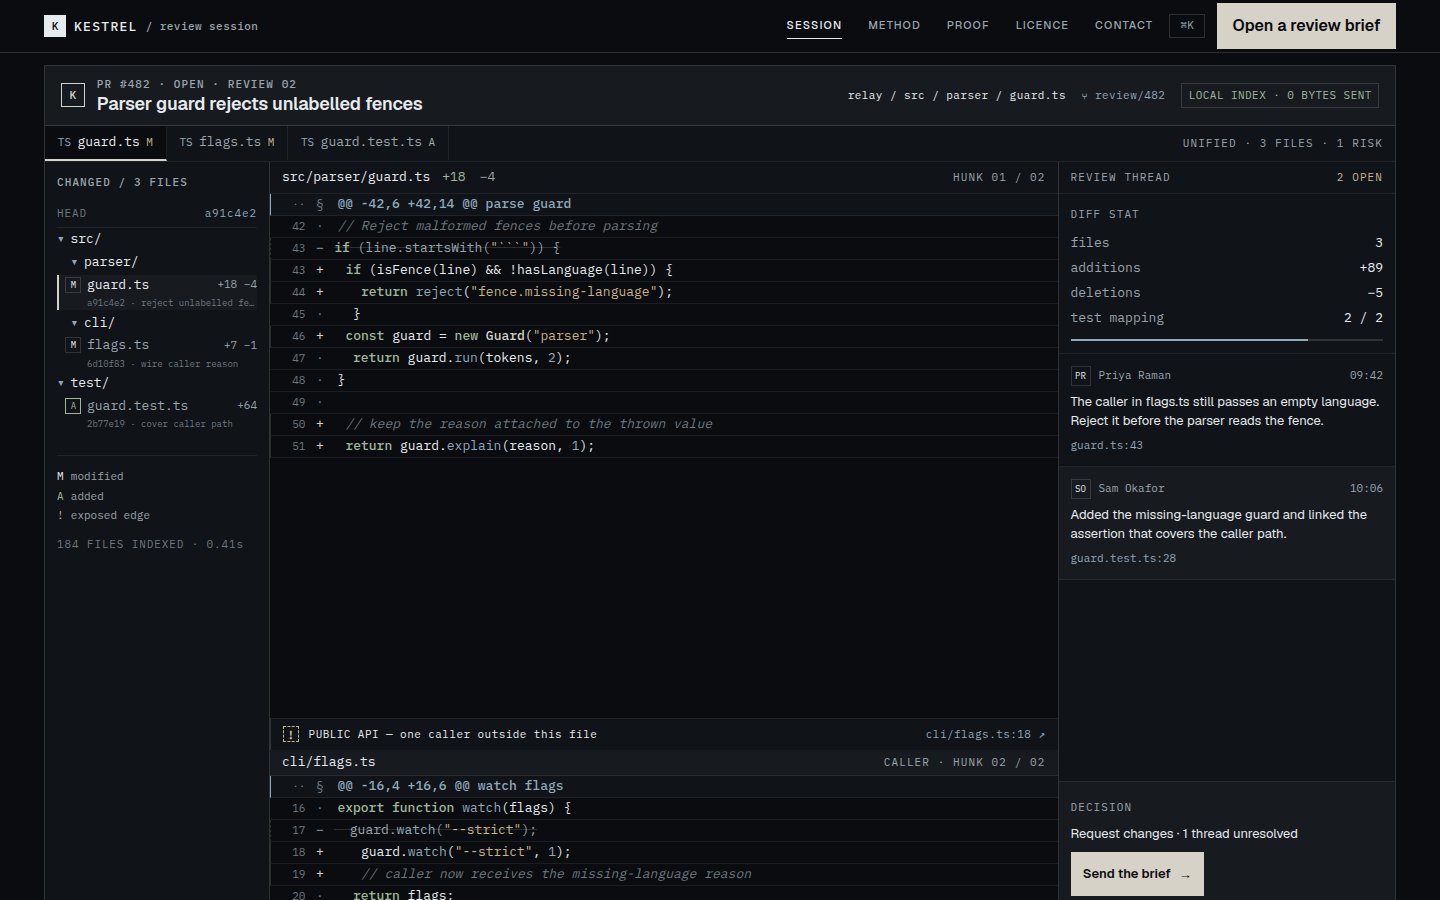 K KESTREL / review session
SESSION METHOD PROOF LICENCE CONTACT ⌘K Open a review brief
K PR #482 · OPEN · REVIEW 02
Parser guard rejects unlabelled fences
relay / src / parser / guard.ts ⑂ review/482 LOCAL INDEX · 0 BYTES SENT
TS guard.ts M TS flags.ts M TS guard.test.ts A UNIFIED · 3 FILES · 1 RISK
CHANGED / 3 FILES
HEAD a91c4e2
▾ src/
▾ parser/
M guard.ts +18 −4
a91c4e2 · reject unlabelled fe…
▾ cli/
M flags.ts +7 −1
6d10f83 · wire caller reason
▾ test/
A guard.test.ts +64
2b77e19 · cover caller path
M modified
A added
! exposed edge
184 FILES INDEXED · 0.41s
src/parser/guard.ts +18 −4 HUNK 01 / 02
·· § @@ -42,6 +42,14 @@ parse guard
42 · // Reject malformed fences before parsing
43 − if (line.startsWith("```")) {
43 + if (isFence(line) && !hasLanguage(line)) {
44 + return reject("fence.missing-language");
45 · }
46 + const guard = new Guard("parser");
47 · return guard.run(tokens, 2);
48 · }
49 ·
50 + // keep the reason attached to the thrown value
51 + return guard.explain(reason, 1);
! PUBLIC API — one caller outside this file cli/flags.ts:18 ↗
cli/flags.ts CALLER · HUNK 02 / 02
·· § @@ -16,4 +16,6 @@ watch flags
16 · export function watch(flags) {
17 − guard.watch("--strict");
18 + guard.watch("--strict", 1);
19 + // caller now receives the missing-language reason
20 · return flags;
REVIEW THREAD 2 OPEN
DIFF STAT
files 3
additions +89
deletions −5
test mapping 2 / 2
PR Priya Raman 09:42
The caller in flags.ts still passes an empty language.
Reject it before the parser reads the fence.
guard.ts:43
SO Sam Okafor 10:06
Added the missing-language guard and linked the
assertion that covers the caller path.
guard.test.ts:28
DECISION
Request changes · 1 thread unresolved
Send the brief →